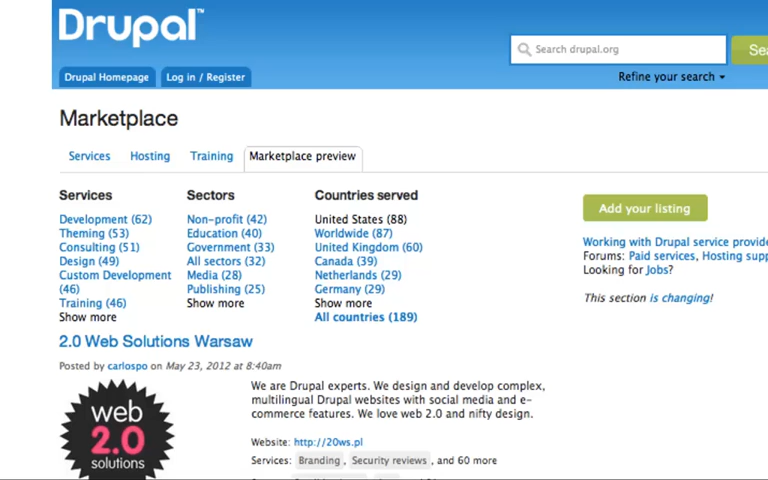 Drupal™
Search drupal.org
Refine your search
Drupal Homepage
Log in / Register
Marketplace
Services
Hosting
Training
Marketplace preview
Services
Development (62)
Theming (53)
Consulting (51)
Design (49)
Custom Development
(46)
Training (46)
Show more
Sectors
Non-profit (42)
Education (40)
Government (33)
All sectors (32)
Media (28)
Publishing (25)
Show more
Countries served
United States (88)
Worldwide (87)
United Kingdom (60)
Canada (39)
Netherlands (29)
Germany (29)
Show more
All countries (189)
Add your listing
Working with Drupal service
Forums: Paid services, Hosting
Looking for Jobs?
This section is changing!
2.0 Web Solutions Warsaw
Posted by carlospo on May 23, 2012 at 8:40am
web
2.0
solutions
We are Drupal experts. We design and develop complex,
multilingual Drupal websites with social media and e-
commerce features. We love web 2.0 and nifty design.
Website: http://20ws.pl
Services: Branding , Security reviews , and 60 more